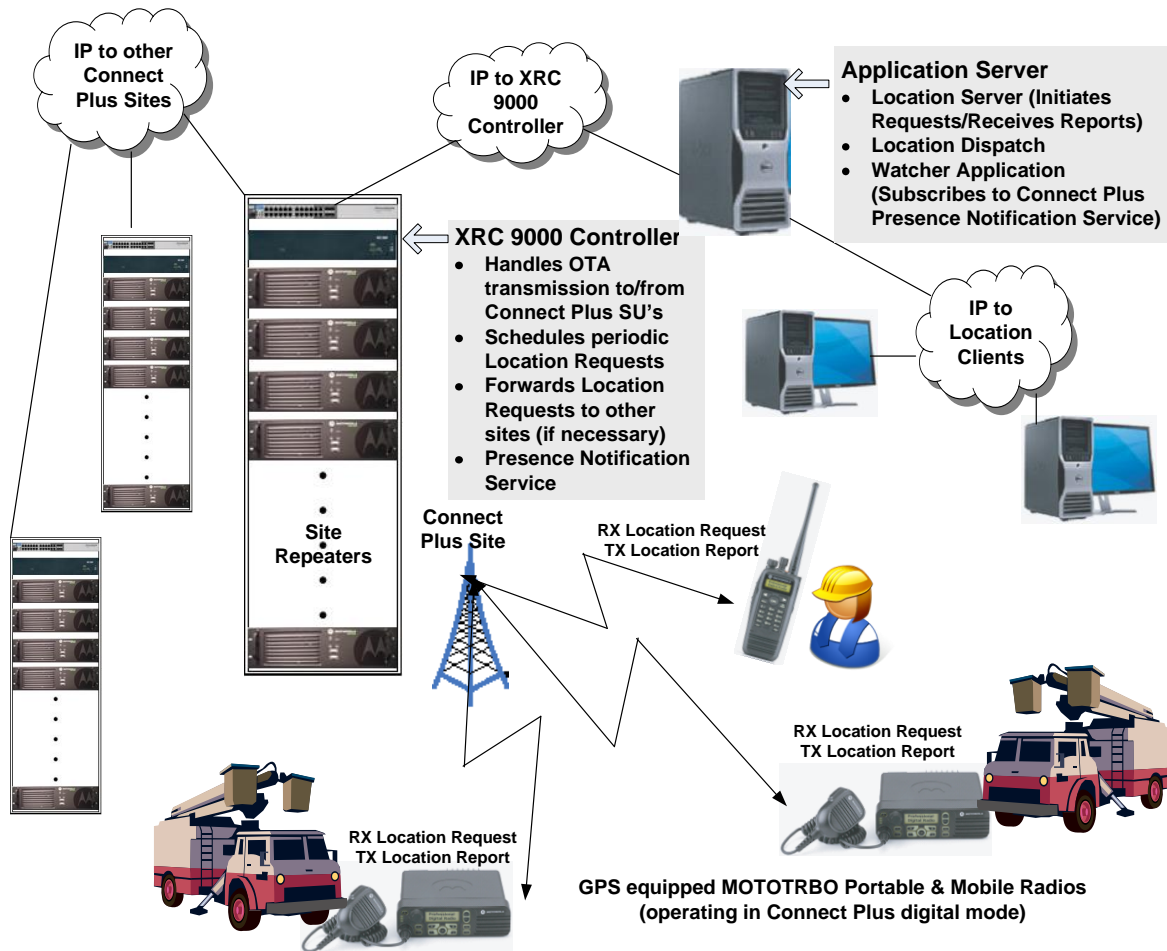 IP to other
Connect
Plus Sites
IP to XRC
9000
Controller
Application Server
• Location Server (Initiates
Requests/Receives Reports)
• Location Dispatch
• Watcher Application
(Subscribes to Connect Plus
Presence Notification Service)
XRC 9000 Controller
• Handles OTA
transmission to/from
Connect Plus SU's
• Schedules periodic
Location Requests
• Forwards Location
Requests to other
sites (if necessary)
• Presence Notification
Service
IP to
Location
Clients
Site
Repeaters
Connect
Plus Site
RX Location Request
TX Location Report
RX Location Request
TX Location Report
RX Location Request
TX Location Report
GPS equipped MOTOTRBO Portable & Mobile Radios
(operating in Connect Plus digital mode)